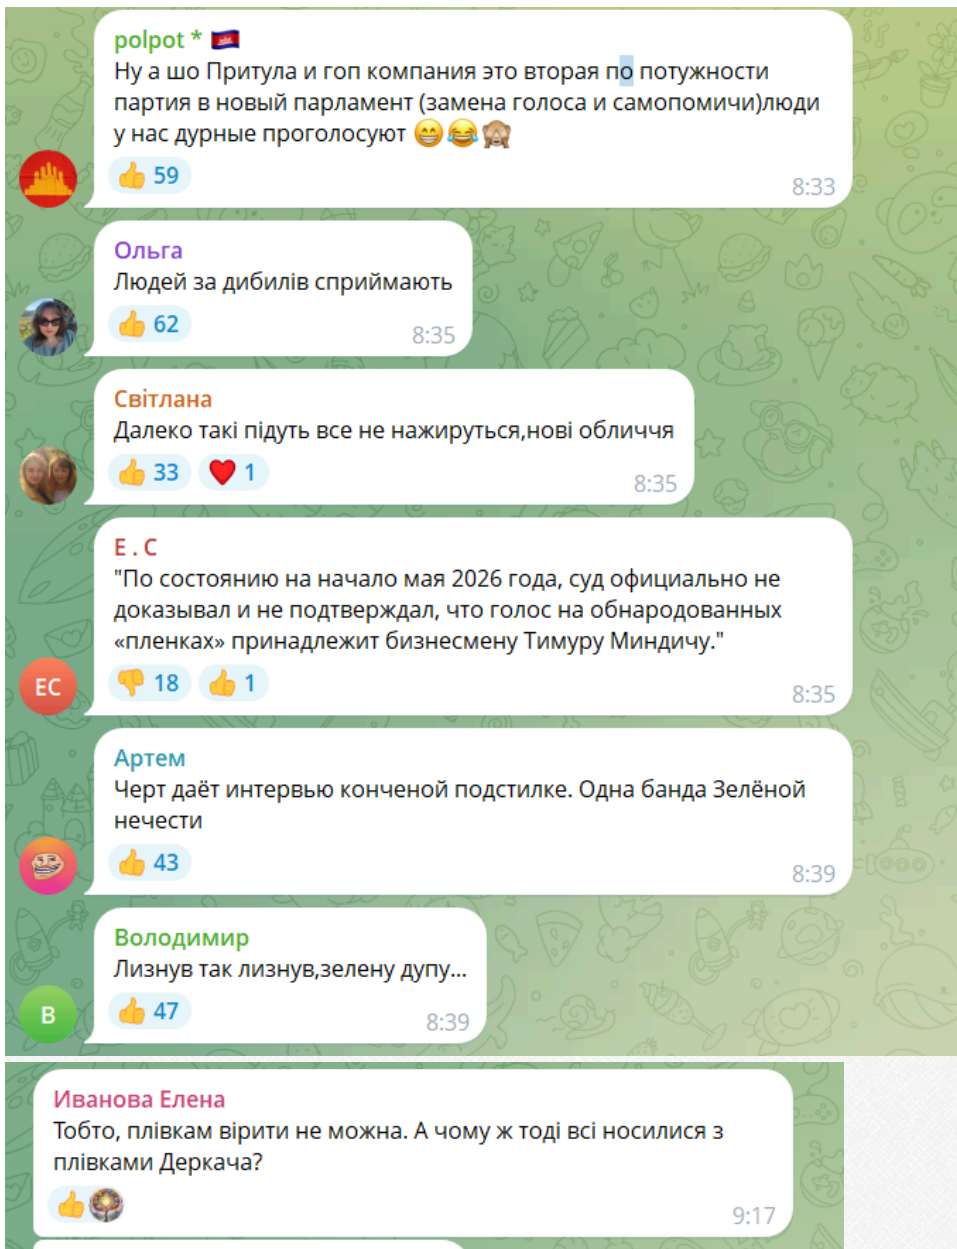 polpot * 🇰🇭
Ну а шо Притула и гоп компания это вторая по потужности
партия в новый парламент (замена голоса и самопомичи)люди
у нас дурные проголосуют 😁😂🙈
👍 59
8:33
Ольга
Людей за дибилів сприймають
👍 62
8:35
Світлана
Далеко такі підуть все не нажируться,нові обличчя
👍 33 ❤️ 1
8:35
Е . С
"По состоянию на начало мая 2026 года, суд официально не
доказывал и не подтверждал, что голос на обнародованных
«пленках» принадлежит бизнесмену Тимуру Миндичу."
👎 18 👍 1
ЕС
8:35
Артем
Черт даёт интервью конченой подстилке. Одна банда Зелёной
нечести
👍 43
8:39
Володимир
Лизнув так лизнув,зелену дупу...
👍 47
В
8:39
Иванова Елена
Тобто, плівкам вірити не можна. А чому ж тоді всі носилися з
плівками Деркача?
👍
9:17